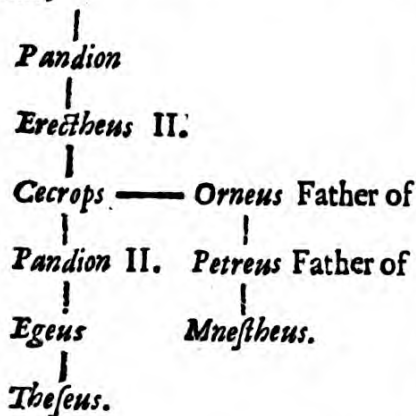 Pandion
Erectheus II.
Cecrops — Orneus Father of
Pandion II. Petreus Father of
Egeus Mneſtheus.
Theſeus.